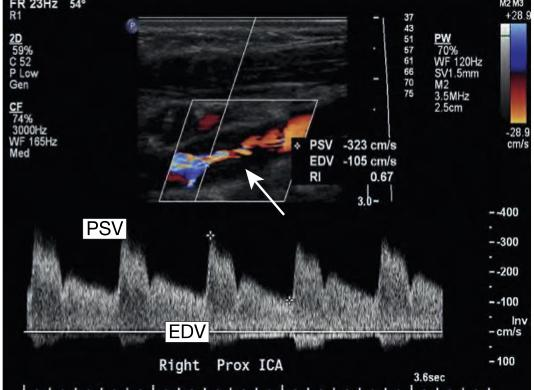 FR 23Hz 54°
R1
2D
59%
C 52
P Low
Gen
CF
74%
3000Hz
WF 165Hz
Med
P
37
43
51
57
61
66
70
75
3.0
PW
70%
WF 120Hz
SV1.5mm
M2
3.5MHz
2.5cm
M2 M3
+28.9
-28.9
cm/s
PSV -323 cm/s
EDV -105 cm/s
RI 0.67
PSV
EDV
-400
-300
-200
-100
Inv
cm/s
100
Right Prox ICA
3.6sec